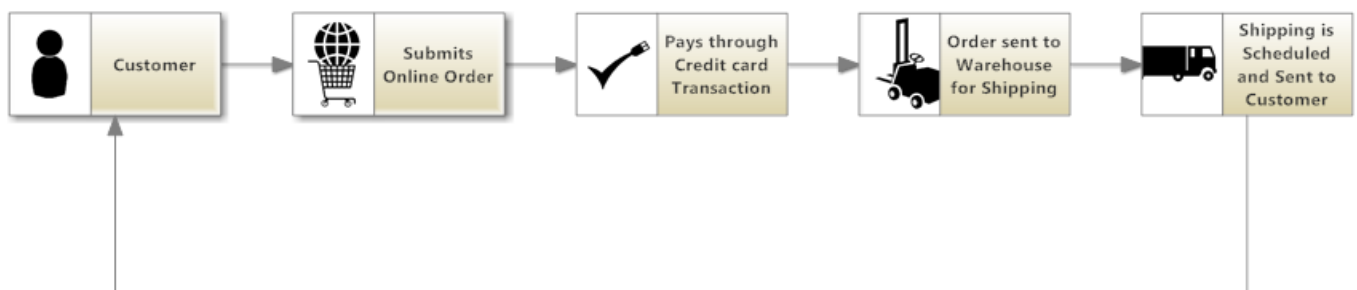 Customer
Submits
Online Order
Pays through
Credit card
Transaction
Order sent to
Warehouse
for Shipping
Shipping is
Scheduled
and Sent to
Customer